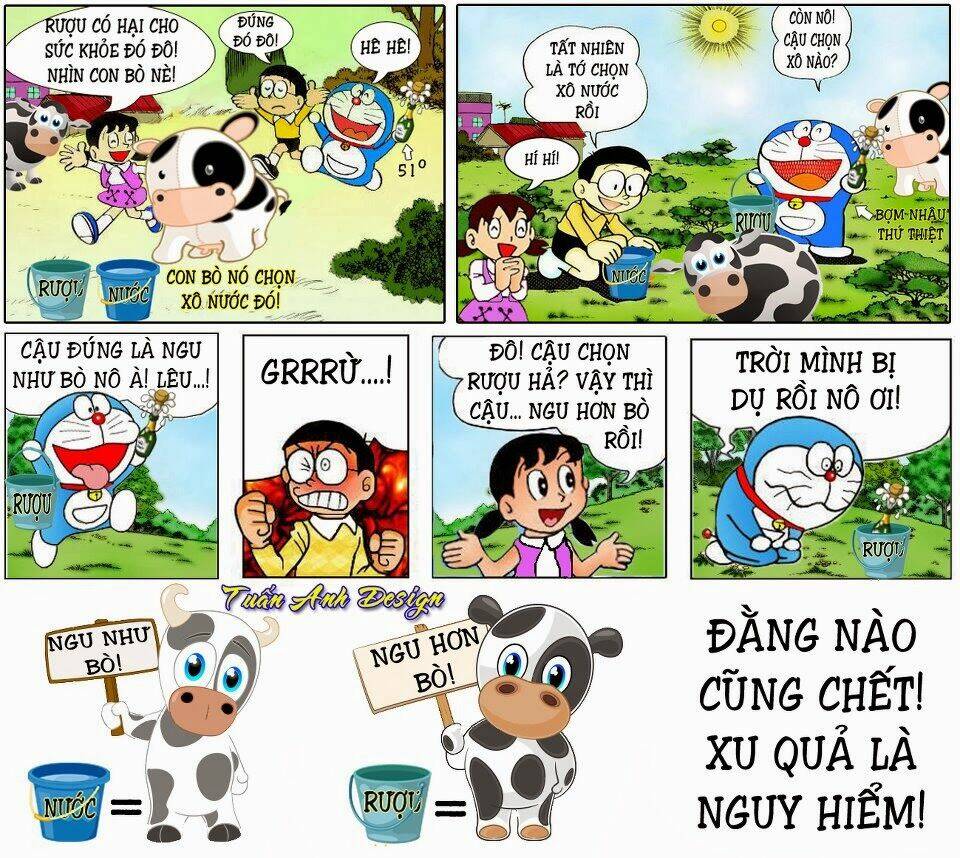 RƯỢU CÓ HẠI CHO
SỨC KHỎE ĐÓ ĐÔ!
NHÌN CON BÒ NÈ!
ĐÚNG
ĐÓ ĐÔ!
HÊ HÊ!
51°
RƯỢU
NƯỚC
CON BÒ NÓ CHỌN
XÔ NƯỚC ĐÓ!
CÒN NÔ!
CẬU CHỌN
XÔ NÀO?
TẤT NHIÊN
LÀ TỚ CHỌN
XÔ NƯỚC
RỒI
HÍ HÍ!
RƯỢU
BỢM NHẬU
THỨ THIỆT
NƯỚC
CẬU ĐÚNG LÀ NGU
NHƯ BÒ NÔ À! LÊU...!
RƯỢU
GRRRỪ....!
ĐÔ! CẬU CHỌN
RƯỢU HẢ? VẬY THÌ
CẬU... NGU HƠN BÒ
RỒI!
TRỜI MÌNH BỊ
DỤ RỒI NÔ ƠI!
RƯỢU
Tuấn Anh Design
NGU NHƯ
BÒ!
NƯỚC =
NGU HƠN
BÒ!
RƯỢU =
ĐẰNG NÀO
CŨNG CHẾT!
XU QUẢ LÀ
NGUY HIỂM!